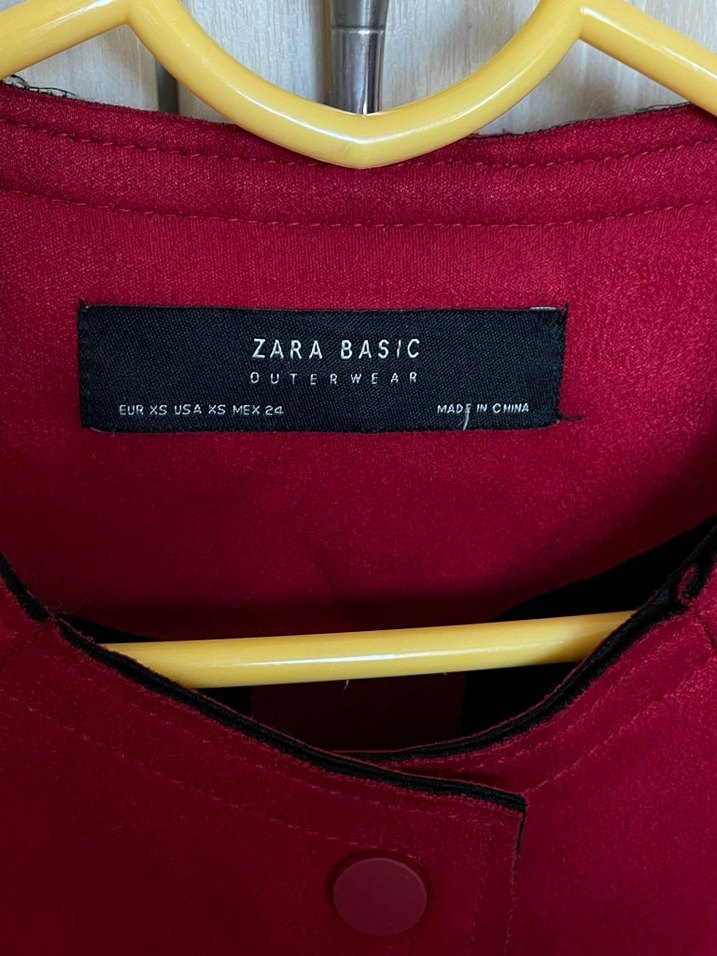 ZARA BASIC
OUTERWEAR
EUR XS USA XS MEX 24 MADE IN CHINA